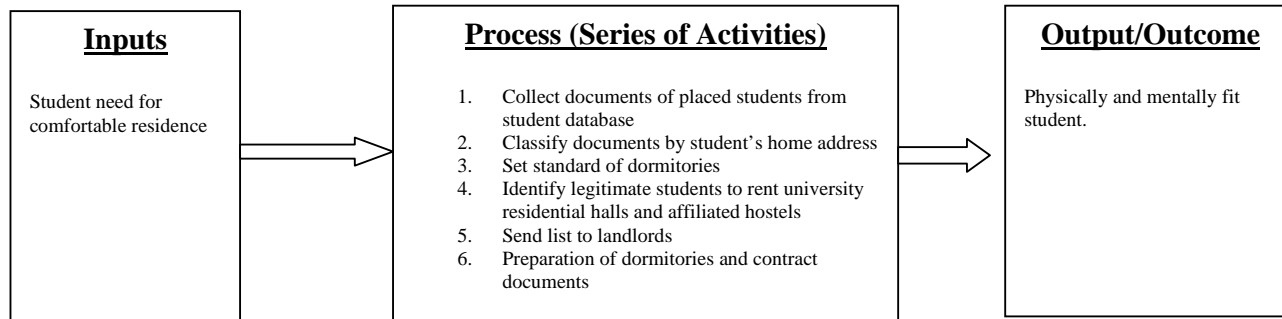 Inputs
Student need for
comfortable residence
Process (Series of Activities)
1. Collect documents of placed students from
student database
2. Classify documents by student's home address
3. Set standard of dormitories
4. Identify legitimate students to rent university
residential halls and affiliated hostels
5. Send list to landlords
6. Preparation of dormitories and contract
documents
Output/Outcome
Physically and mentally fit
student.